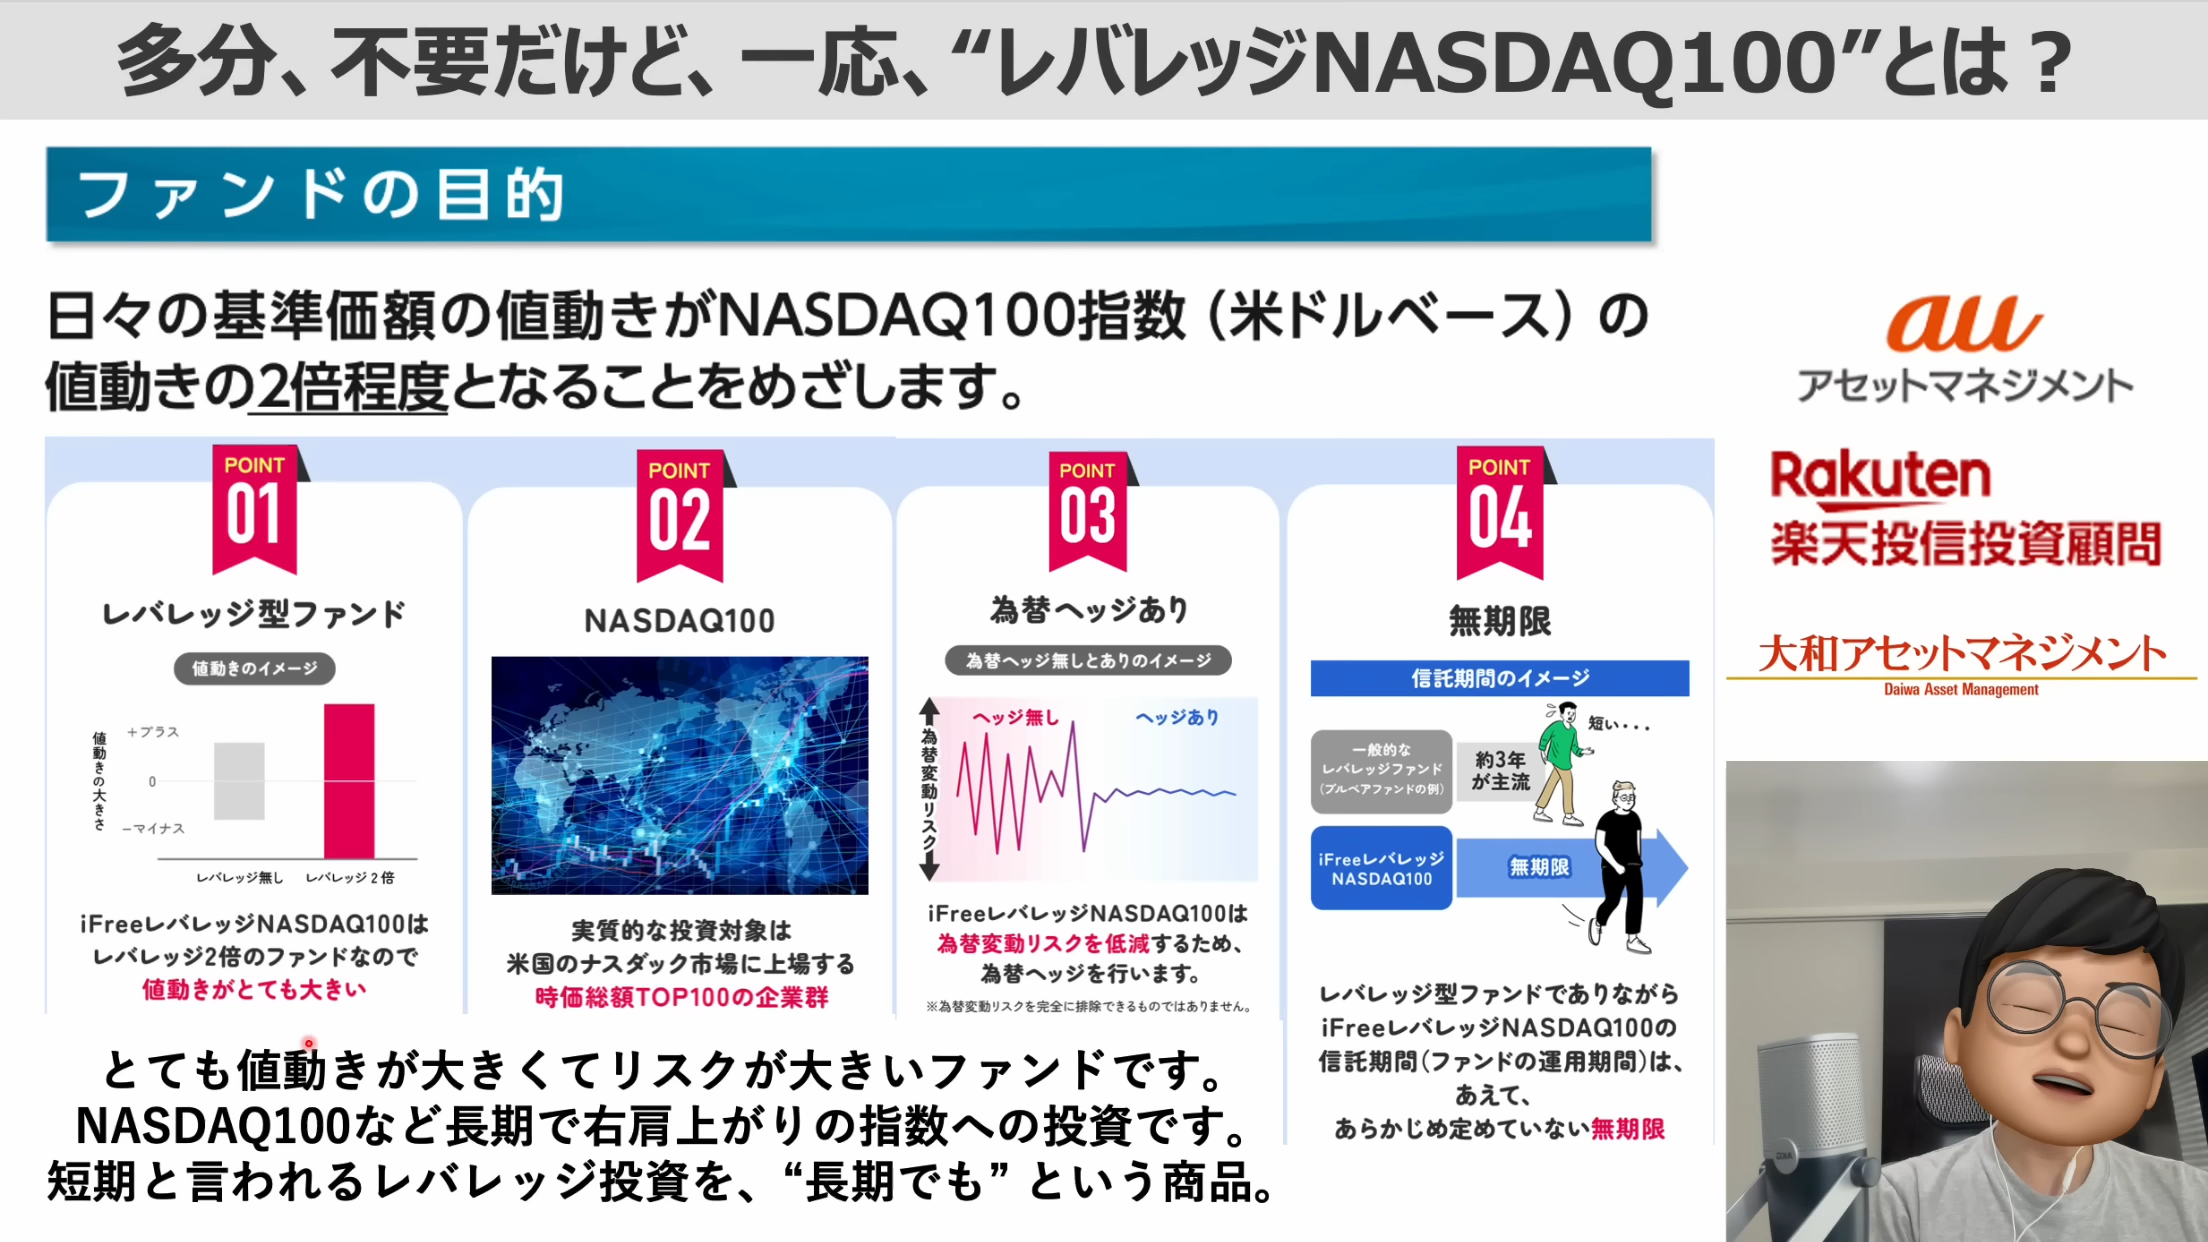 多分、不要だけど、一応、“レバレッジNASDAQ100”とは？
ファンドの目的
日々の基準価額の値動きがNASDAQ100指数（米ドルベース）の
値動きの2倍程度となることをめざします。
au
アセットマネジメント
Rakuten
楽天投信投資顧問
大和アセットマネジメント
Daiwa Asset Management
POINT
01
レバレッジ型ファンド
値動きのイメージ
値動きの大きさ
＋プラス
0
－マイナス
レバレッジ無し
レバレッジ2倍
iFreeレバレッジNASDAQ100は
レバレッジ2倍のファンドなので
値動きがとても大きい
POINT
02
NASDAQ100
実質的な投資対象は
米国のナスダック市場に上場する
時価総額TOP100の企業群
POINT
03
為替ヘッジあり
為替ヘッジ無しとありのイメージ
為替変動リスク
ヘッジ無し
ヘッジあり
iFreeレバレッジNASDAQ100は
為替変動リスクを低減するため、
為替ヘッジを行います。
※為替変動リスクを完全に排除できるものではありません。
POINT
04
無期限
信託期間のイメージ
一般的な
レバレッジファンド
（ブルベアファンドの例）
約3年
が主流
短い・・・
iFreeレバレッジ
NASDAQ100
無期限
レバレッジ型ファンドでありながら
iFreeレバレッジNASDAQ100の
信託期間（ファンドの運用期間）は、
あえて、
あらかじめ定めていない無期限
とても値動きが大きくてリスクが大きいファンドです。
NASDAQ100など長期で右肩上がりの指数への投資です。
短期と言われるレバレッジ投資を、“長期でも” という商品。